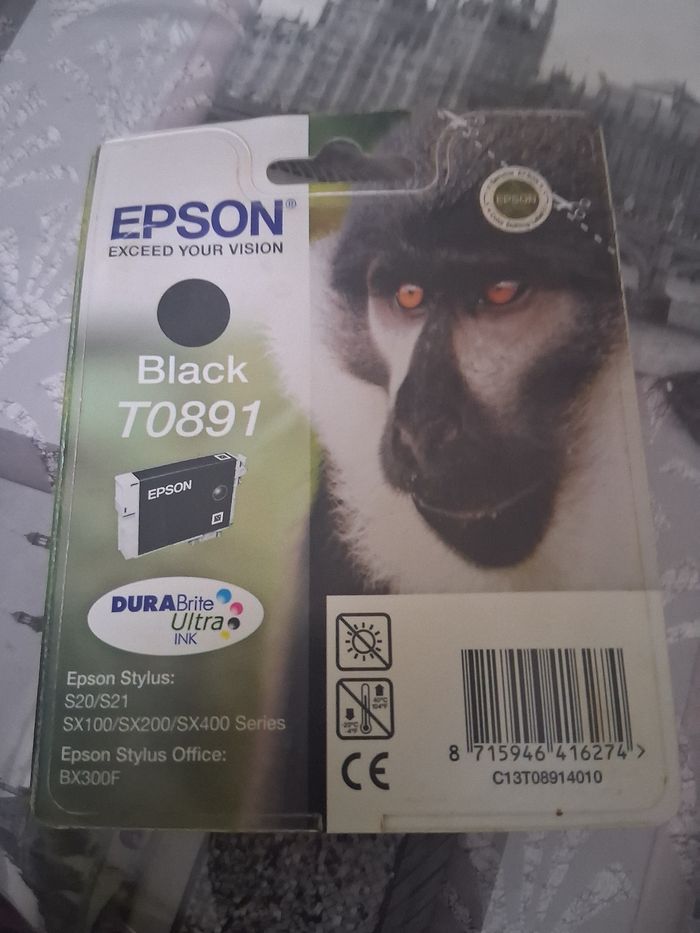 EPSON®
EXCEED YOUR VISION
EPSON
Black
T0891
EPSON
DURABrite
Ultra
INK
Epson Stylus:
S20/S21
SX100/SX200/SX400 Series
Epson Stylus Office:
BX300F
CE
8 715946 416274 >
C13T08914010